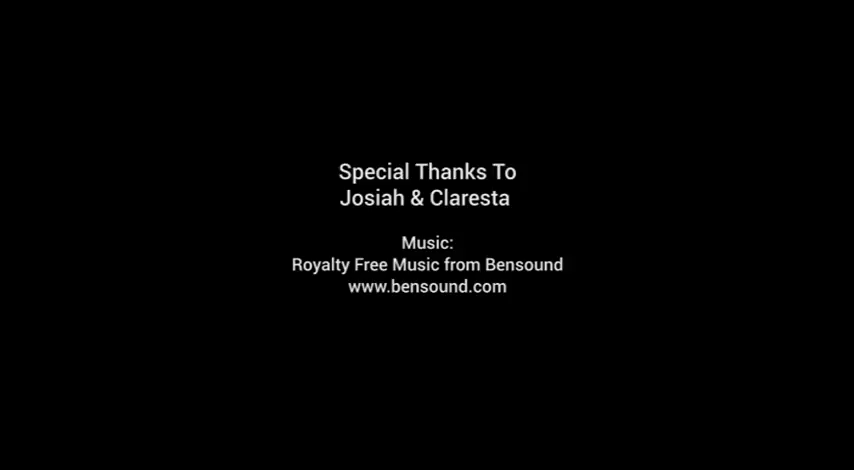 Special Thanks To
Josiah & Claresta
Music:
Royalty Free Music from Bensound
www.bensound.com